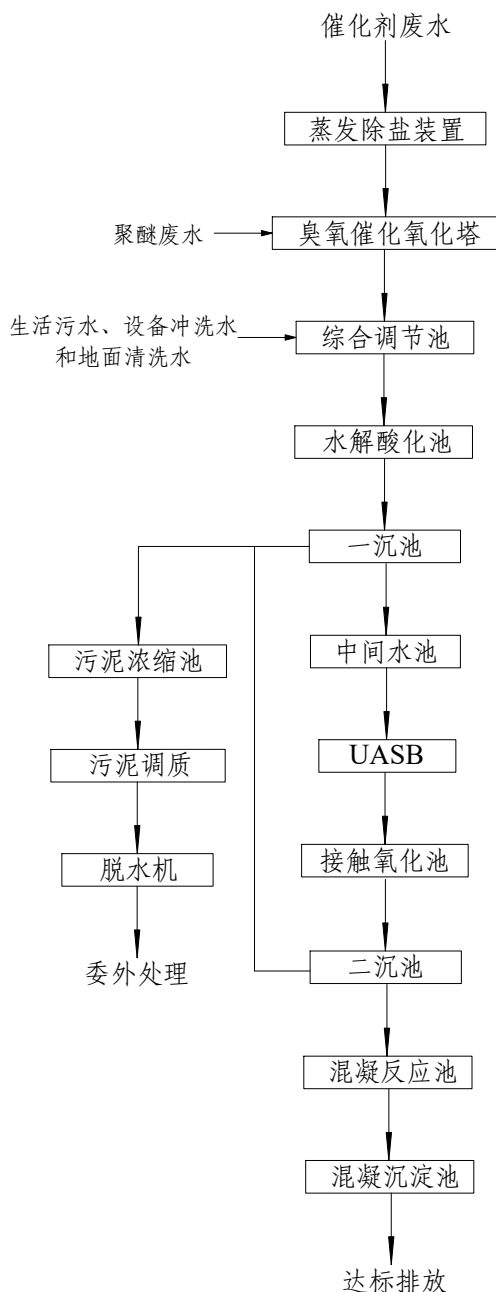 催化剂废水
蒸发除盐装置
聚醚废水
臭氧催化氧化塔
生活污水、设备冲洗水
和地面清洗水
综合调节池
水解酸化池
一沉池
污泥浓缩池
中间水池
污泥调质
UASB
脱水机
接触氧化池
委外处理
二沉池
混凝反应池
混凝沉淀池
达标排放